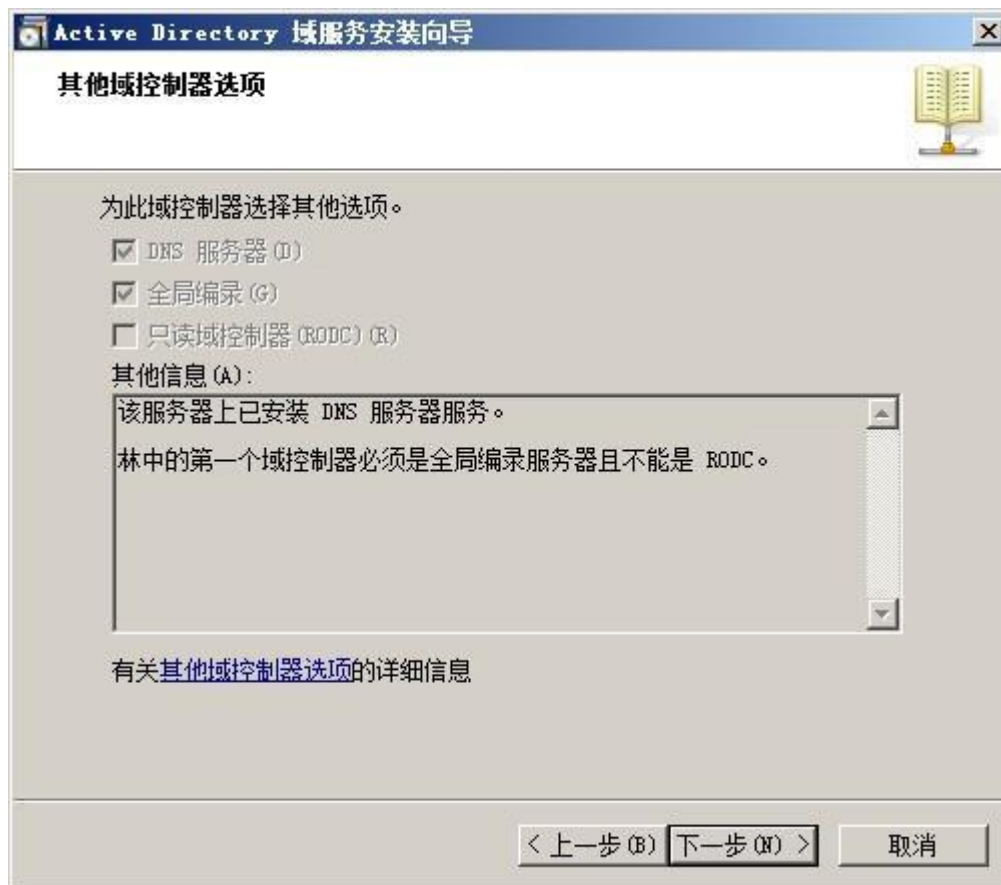 Active Directory 域服务安装向导
其他域控制器选项
为此域控制器选择其他选项。
DNS 服务器(D)
全局编录(G)
只读域控制器(RODC)(R)
其他信息(A):
该服务器上已安装 DNS 服务器服务。
林中的第一个域控制器必须是全局编录服务器且不能是 RODC。
有关其他域控制器选项的详细信息
< 上一步(B) 下一步(N) > 取消